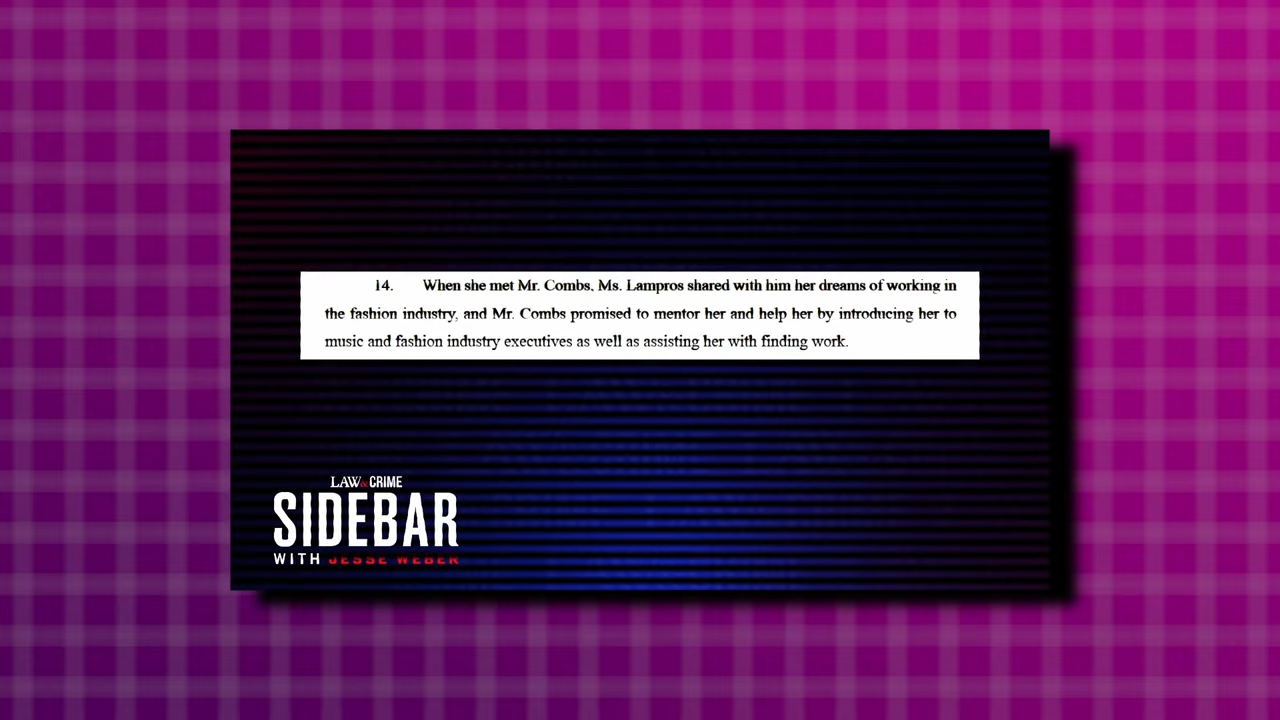 14. When she met Mr. Combs, Ms. Lampros shared with him her dreams of working in
the fashion industry, and Mr. Combs promised to mentor her and help her by introducing her to
music and fashion industry executives as well as assisting her with finding work.
LAW&CRIME
SIDEBAR
WITH JESSE WEBER